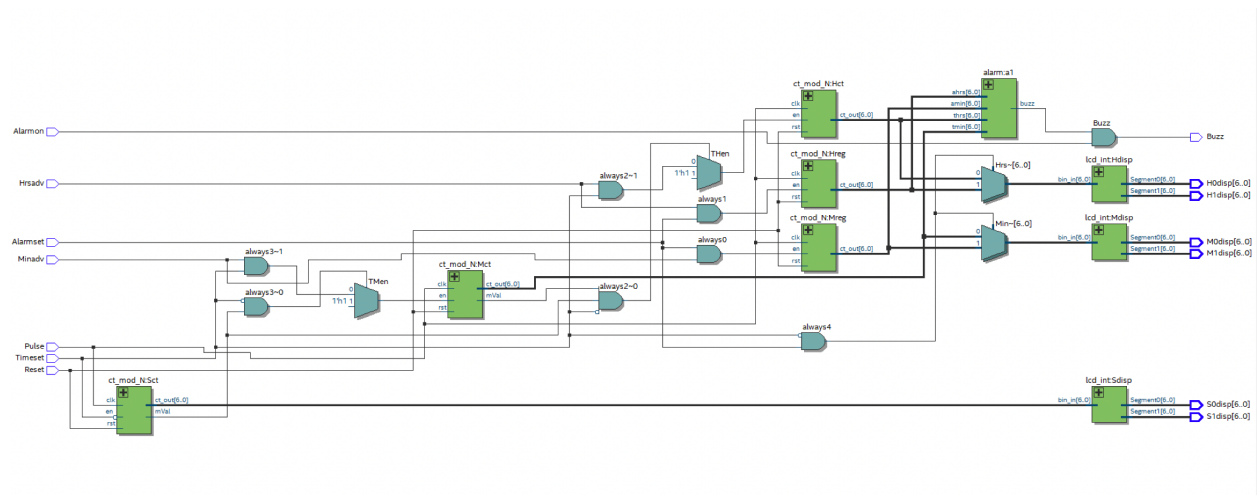 alarm:a1
ct_mod_N:Hct
ahrs[6..0]
amin[6..0]
buzz
thrs[6..0]
tmin[6..0]
clk
en
rst
ct_out[6..0]
Alarmon
Buzz
Buzz
THen
0
1'h1 1
ct_mod_N:Hreg
clk
en
rst
ct_out[6..0]
Hrs~[6..0]
0
1
lcd_int:Hdisp
bin_in[6..0]
Segment0[6..0]
Segment1[6..0]
H0disp[6..0]
H1disp[6..0]
Hrsadv
always2~1
always1
ct_mod_N:Mreg
clk
en
rst
ct_out[6..0]
Min~[6..0]
0
1
lcd_int:Mdisp
bin_in[6..0]
Segment0[6..0]
Segment1[6..0]
M0disp[6..0]
M1disp[6..0]
Alarmset
Minadv
always0
always3~1
always3~0
TMen
0
1'h1 1
ct_mod_N:Mct
clk
en
rst
ct_out[6..0]
mVal
always2~0
always4
Pulse
Timeset
Reset
ct_mod_N:Sct
clk
en
rst
ct_out[6..0]
mVal
lcd_int:Sdisp
bin_in[6..0]
Segment0[6..0]
Segment1[6..0]
S0disp[6..0]
S1disp[6..0]